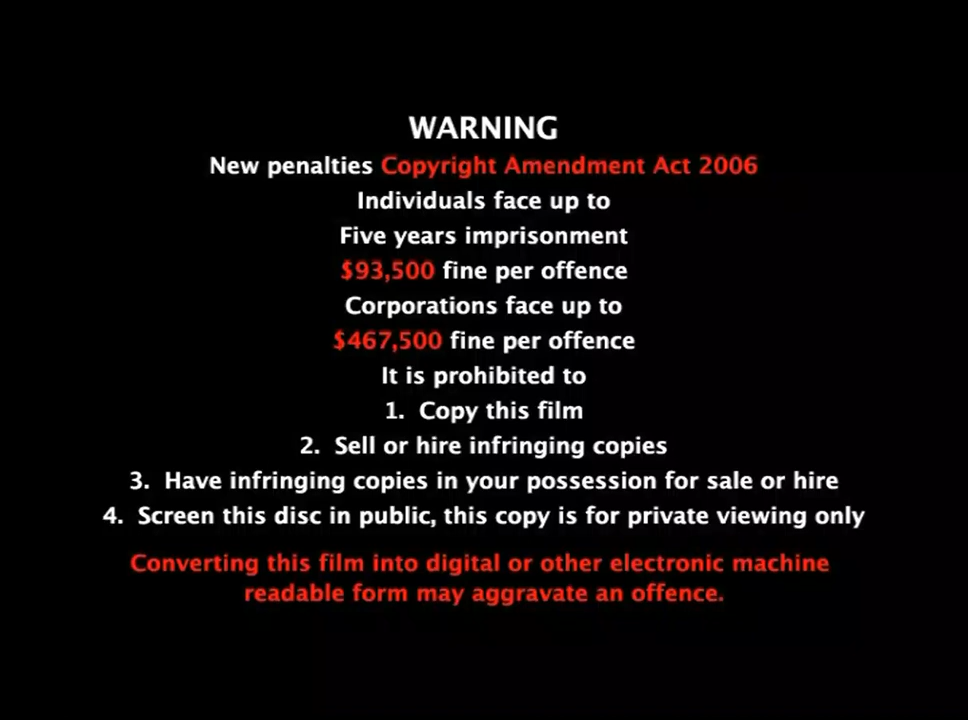 WARNING
New penalties Copyright Amendment Act 2006
Individuals face up to
Five years imprisonment
$93,500 fine per offence
Corporations face up to
$467,500 fine per offence
It is prohibited to
1. Copy this film
2. Sell or hire infringing copies
3. Have infringing copies in your possession for sale or hire
4. Screen this disc in public, this copy is for private viewing only
Converting this film into digital or other electronic machine
readable form may aggravate an offence.